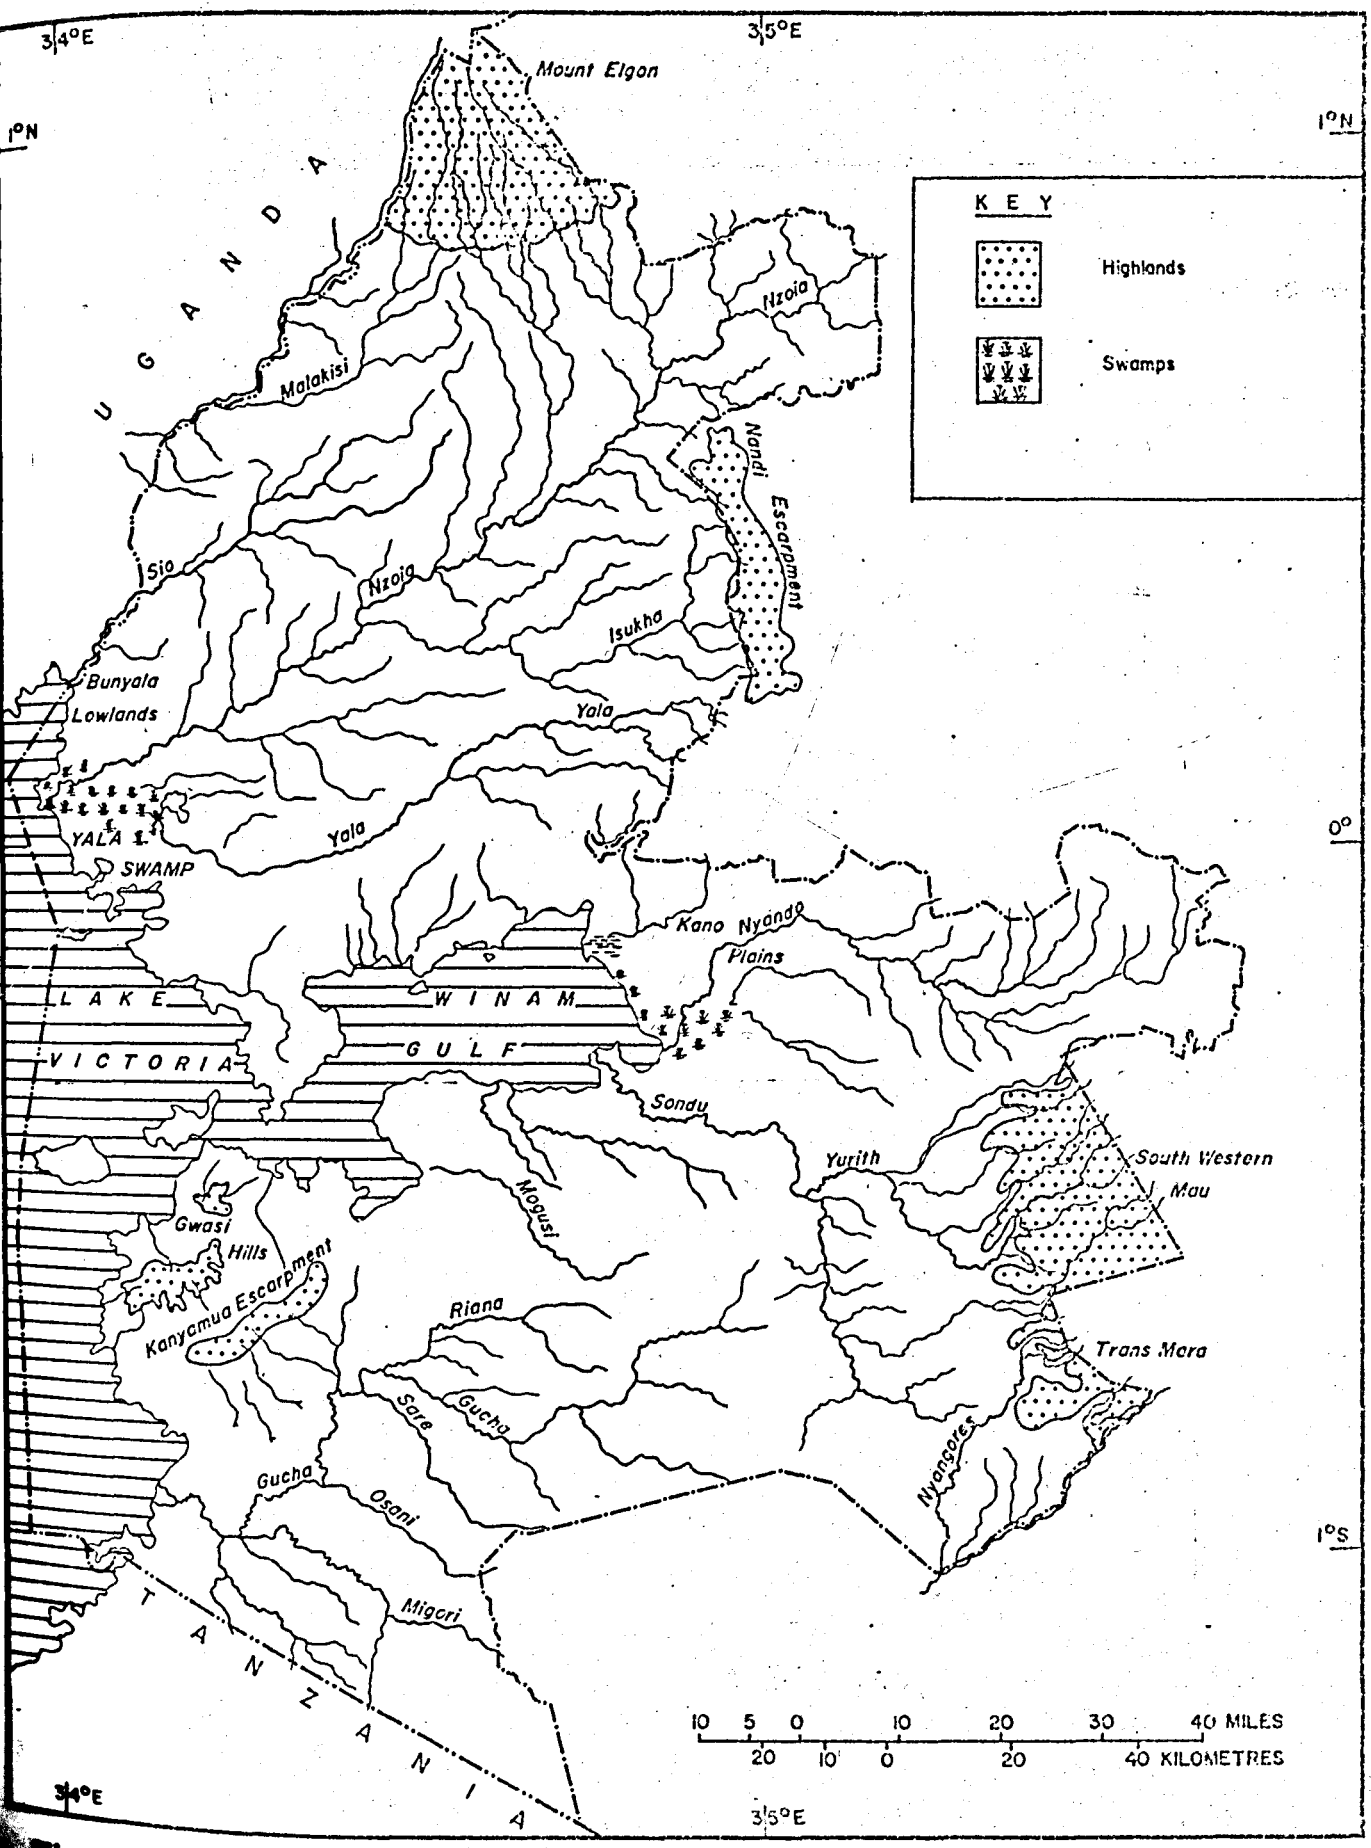 34°E
35°E
Mount Elgon
1°N
1°N
UGANDA
KEY
Highlands
Swamps
Nzoia
Malakisi
Nandi
Escarpment
Sio
Nzoia
Isukha
Bunyala
Lowlands
Yala
YALA
SWAMP
Yala
0°
Kano Nyando
Plains
LAKE
VICTORIA
WINAM
GULF
Sondu
Yurith
South Western
Mau
Mogusi
Gwasi
Hills
Kanyamua Escarpment
Riana
Trans Mara
Sare
Gucha
Nyangores
Gucha
Osani
1°S
Migori
TANZANIA
10 5 0 10 20 30 40 MILES
20 10 0 20 40 KILOMETRES
34°E
35°E